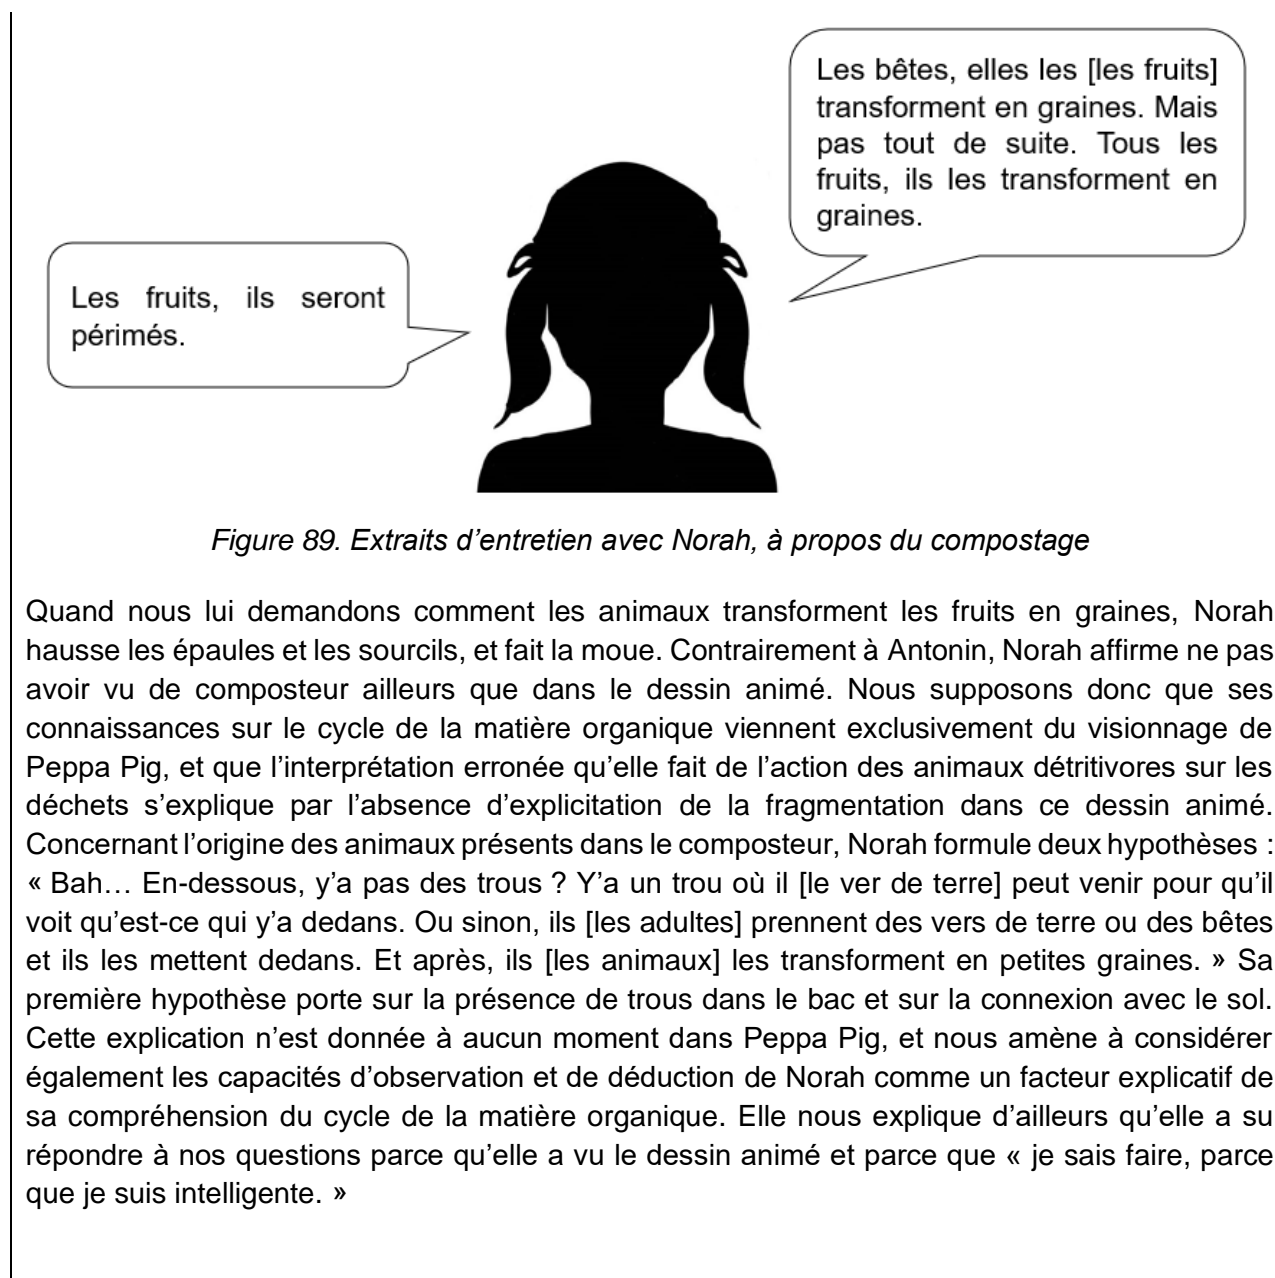 Les bêtes, elles les [les fruits]
transforment en graines. Mais
pas tout de suite. Tous les
fruits, ils les transforment en
graines.
Les fruits, ils seront
périmés.
Figure 89. Extraits d'entretien avec Norah, à propos du compostage
Quand nous lui demandons comment les animaux transforment les fruits en graines, Norah
hausse les épaules et les sourcils, et fait la moue. Contrairement à Antonin, Norah affirme ne pas
avoir vu de composteur ailleurs que dans le dessin animé. Nous supposons donc que ses
connaissances sur le cycle de la matière organique viennent exclusivement du visionnage de
Peppa Pig, et que l'interprétation erronée qu'elle fait de l'action des animaux détritivores sur les
déchets s'explique par l'absence d'explicitation de la fragmentation dans ce dessin animé.
Concernant l'origine des animaux présents dans le composteur, Norah formule deux hypothèses :
« Bah… En-dessous, y'a pas des trous ? Y'a un trou où il [le ver de terre] peut venir pour qu'il
voit qu'est-ce qui y'a dedans. Ou sinon, ils [les adultes] prennent des vers de terre ou des bêtes
et ils les mettent dedans. Et après, ils [les animaux] les transforment en petites graines. » Sa
première hypothèse porte sur la présence de trous dans le bac et sur la connexion avec le sol.
Cette explication n'est donnée à aucun moment dans Peppa Pig, et nous amène à considérer
également les capacités d'observation et de déduction de Norah comme un facteur explicatif de
sa compréhension du cycle de la matière organique. Elle nous explique d'ailleurs qu'elle a su
répondre à nos questions parce qu'elle a vu le dessin animé et parce que « je sais faire, parce
que je suis intelligente. »